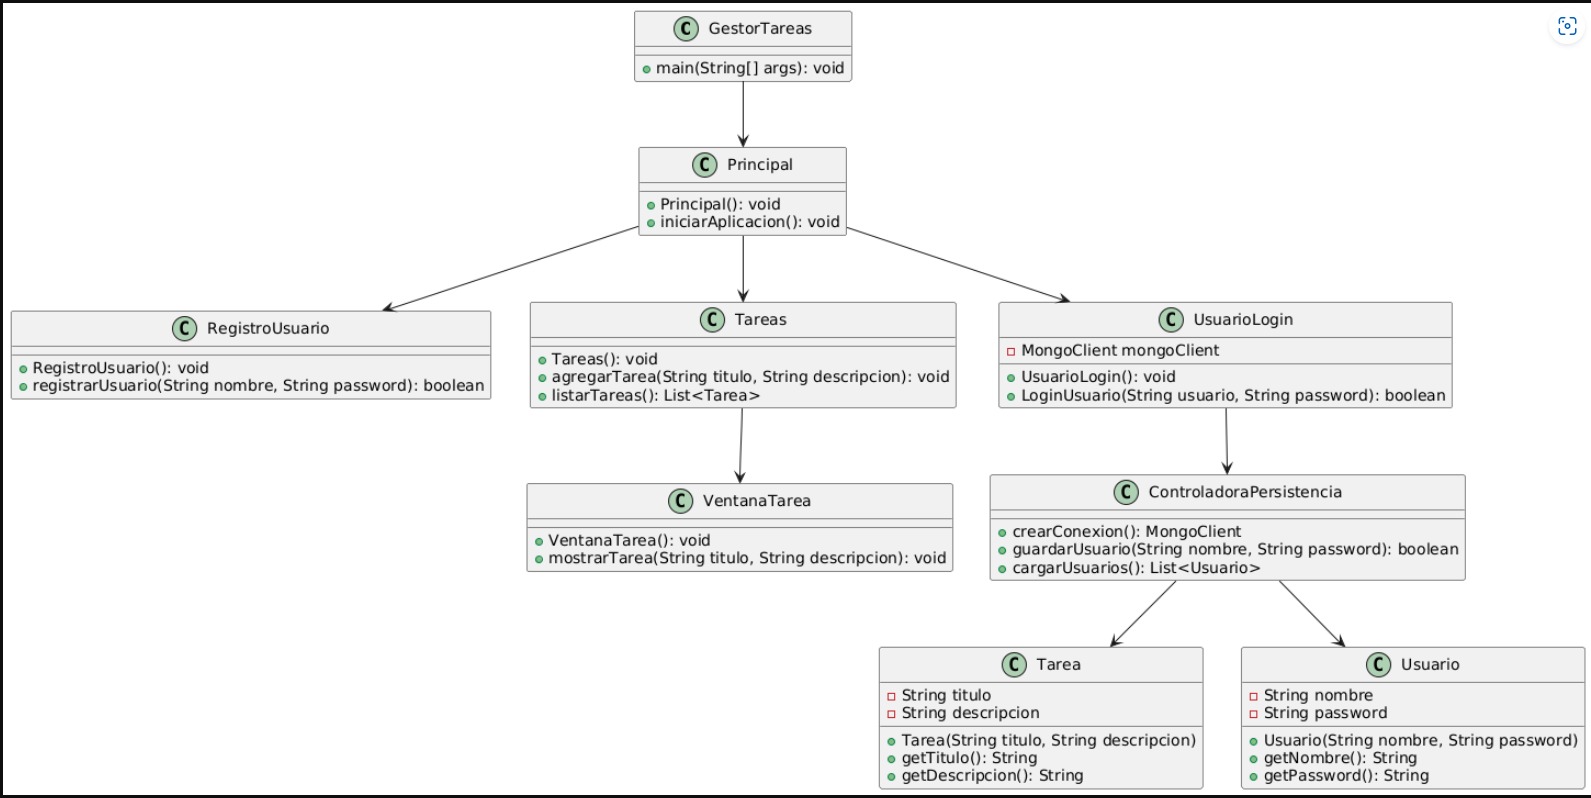 C GestorTareas
main(String[] args): void
C Principal
Principal(): void
iniciarAplicacion(): void
C RegistroUsuario
RegistroUsuario(): void
registrarUsuario(String nombre, String password): boolean
C Tareas
Tareas(): void
agregarTarea(String titulo, String descripcion): void
listarTareas(): List<Tarea>
C UsuarioLogin
MongoClient mongoClient
UsuarioLogin(): void
LoginUsuario(String usuario, String password): boolean
C VentanaTarea
VentanaTarea(): void
mostrarTarea(String titulo, String descripcion): void
C ControladoraPersistencia
crearConexion(): MongoClient
guardarUsuario(String nombre, String password): boolean
cargarUsuarios(): List<Usuario>
C Tarea
String titulo
String descripcion
Tarea(String titulo, String descripcion)
getTitulo(): String
getDescripcion(): String
C Usuario
String nombre
String password
Usuario(String nombre, String password)
getNombre(): String
getPassword(): String